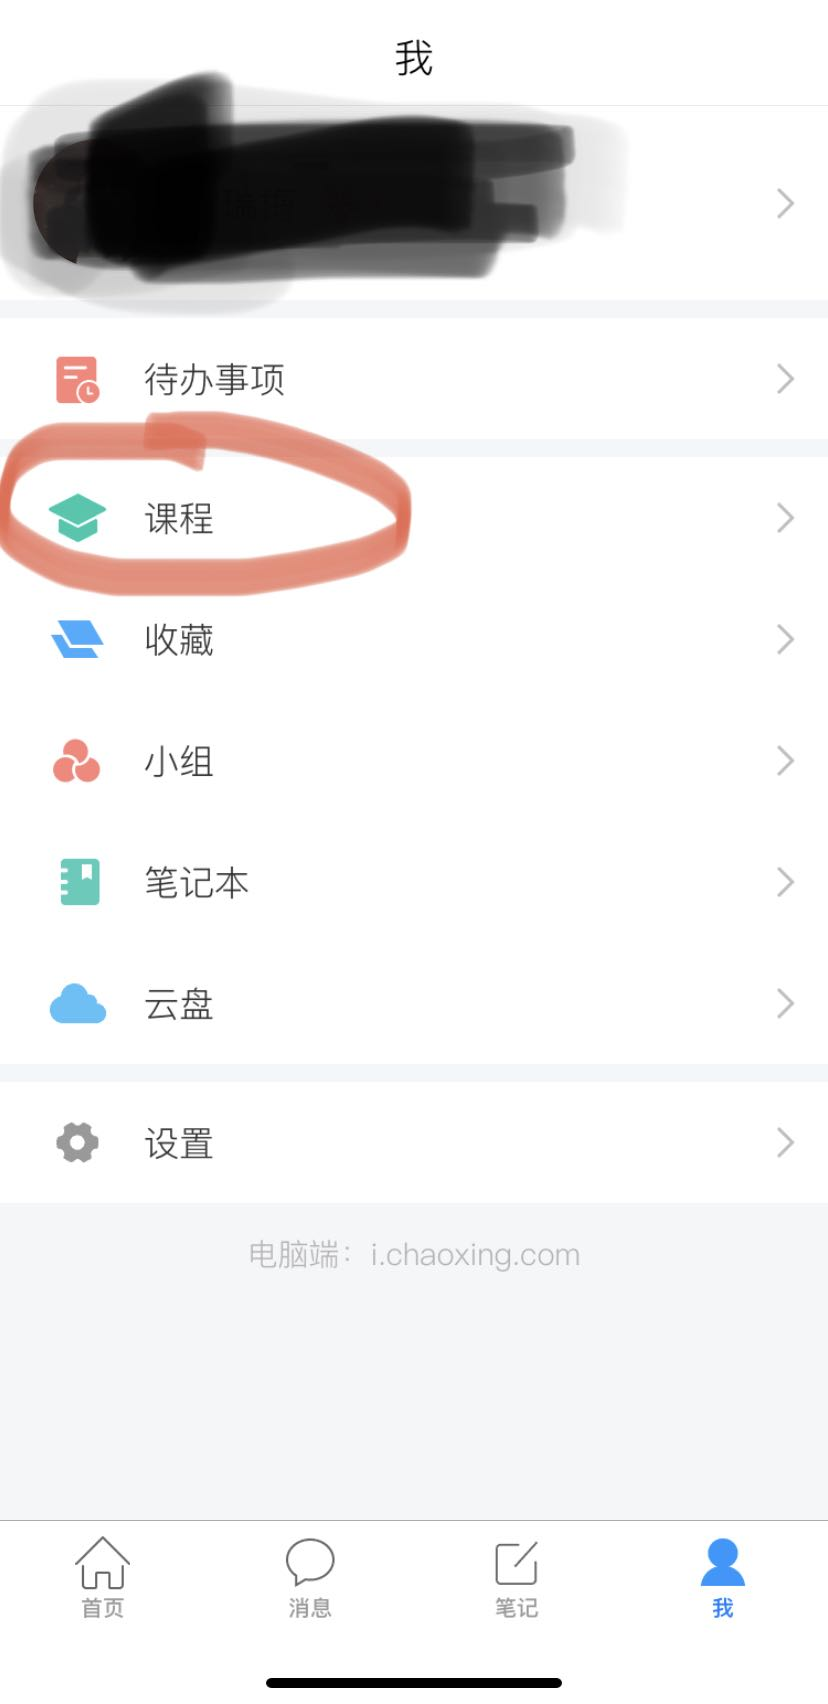 我
待办事项
课程
收藏
小组
笔记本
云盘
设置
电脑端：i.chaoxing.com
首页
消息
笔记
我